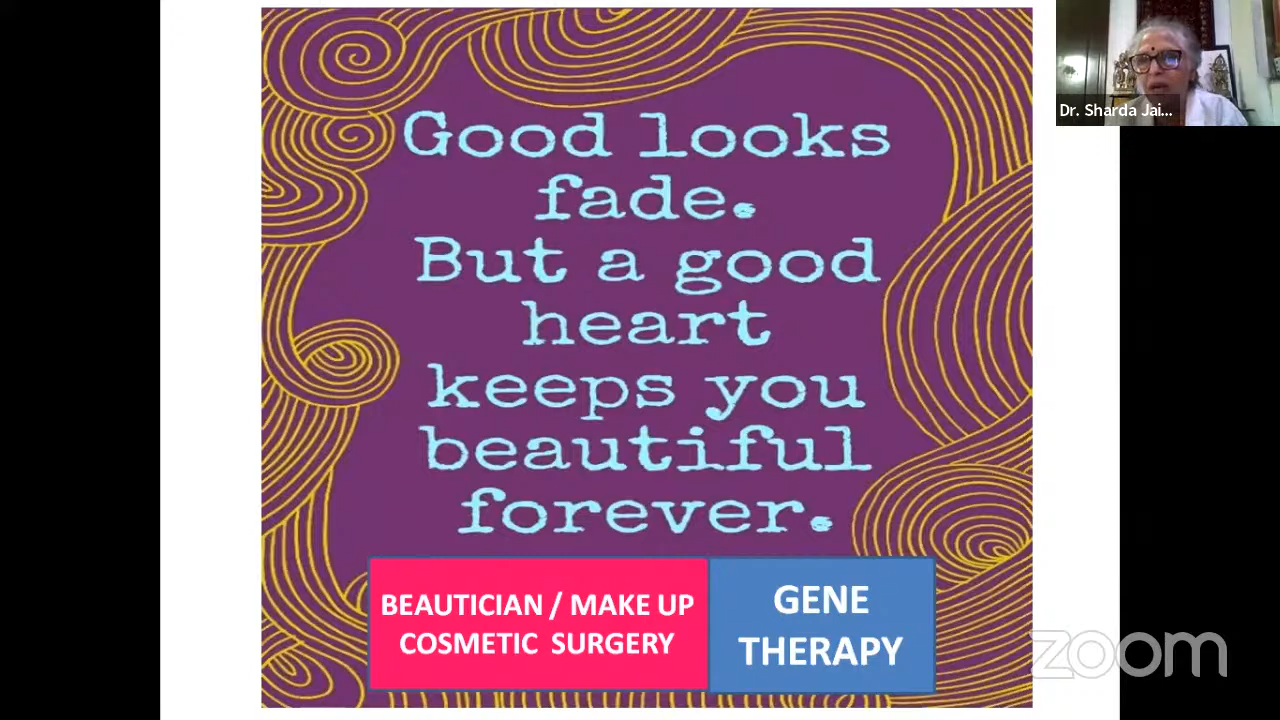 Good looks
fade.
But a good
heart
keeps you
beautiful
forever.
BEAUTICIAN / MAKE UP
COSMETIC SURGERY
GENE
THERAPY
Dr. Sharda Jai...
zoom